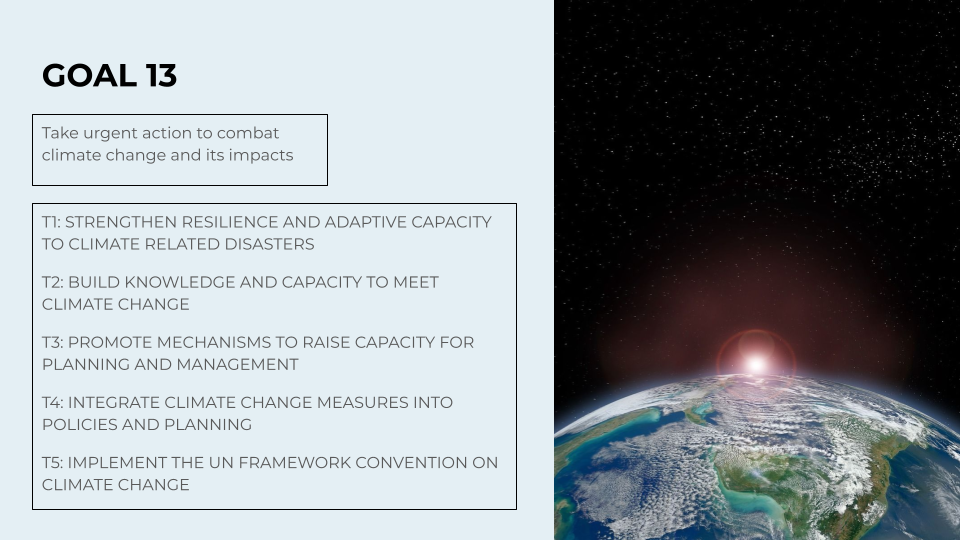 GOAL 13
Take urgent action to combat
climate change and its impacts
T1: STRENGTHEN RESILIENCE AND ADAPTIVE CAPACITY
TO CLIMATE RELATED DISASTERS
T2: BUILD KNOWLEDGE AND CAPACITY TO MEET
CLIMATE CHANGE
T3: PROMOTE MECHANISMS TO RAISE CAPACITY FOR
PLANNING AND MANAGEMENT
T4: INTEGRATE CLIMATE CHANGE MEASURES INTO
POLICIES AND PLANNING
T5: IMPLEMENT THE UN FRAMEWORK CONVENTION ON
CLIMATE CHANGE